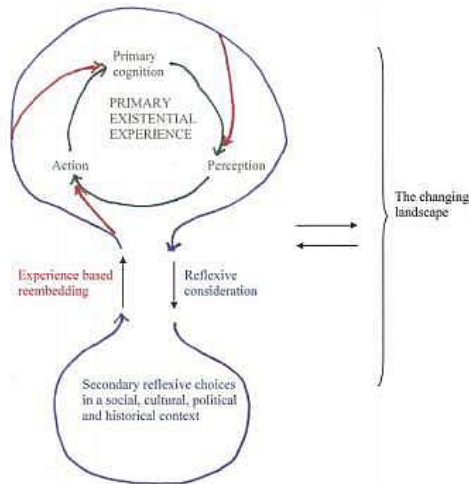 Primary
cognition
PRIMARY
EXISTENTIAL
EXPERIENCE
Action
Perception
The changing
landscape
Experience based
reembedding
Reflexive
consideration
Secondary reflexive choices
in a social, cultural, political
and historical context